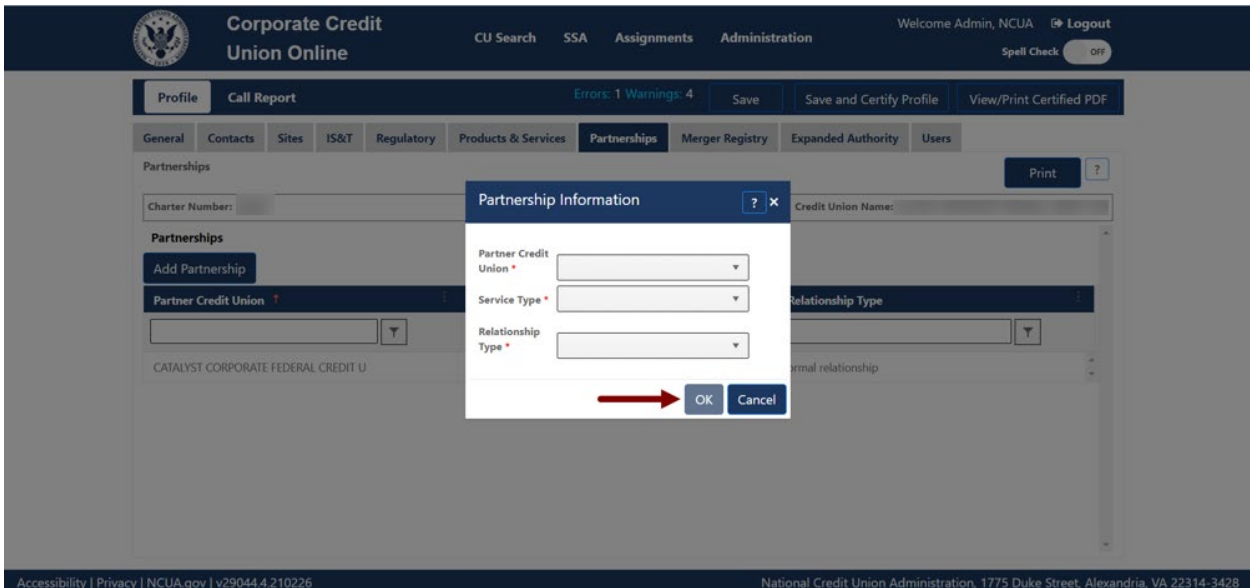 Corporate Credit
Union Online
CU Search SSA Assignments Administration
Welcome Admin, NCUA Logout
Spell Check OFF
Profile Call Report Errors: 1 Warnings: 4 Save Save and Certify Profile View/Print Certified PDF
General Contacts Sites IS&T Regulatory Products & Services Partnerships Merger Registry Expanded Authority Users
Partnerships
Print ?
Charter Number: Credit Union Name:
Partnerships
Add Partnership
Partner Credit Union ↑ Relationship Type
CATALYST CORPORATE FEDERAL CREDIT U ormal relationship
Partnership Information ? ×
Partner Credit
Union *
Service Type *
Relationship
Type *
OK Cancel
Accessibility | Privacy | NCUA.gov | v29044.4.210226 National Credit Union Administration, 1775 Duke Street, Alexandria, VA 22314-3428